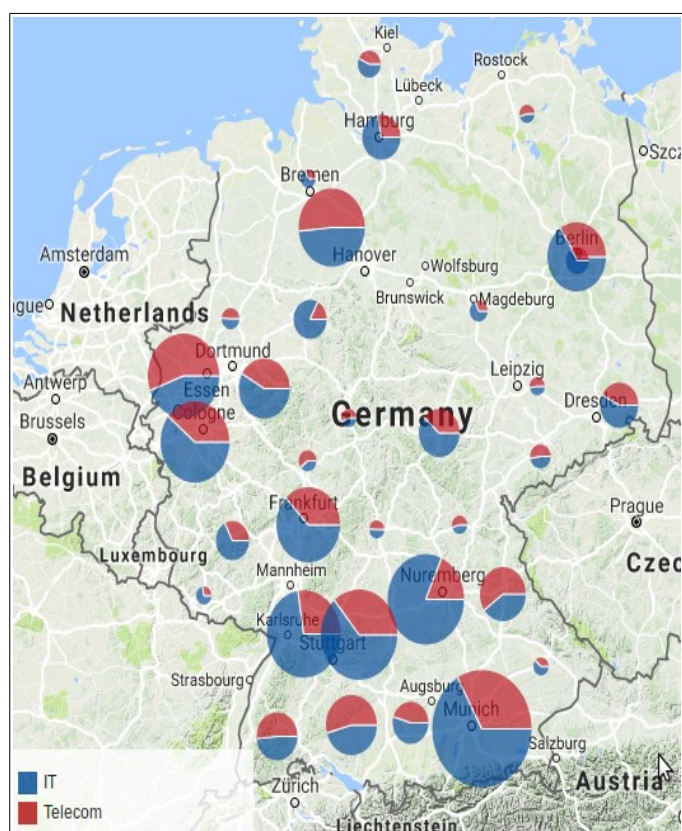 Kiel
Rostock
Lübeck
Hamburg
Szc
Bremen
Berlin
Amsterdam
Hanover
Wolfsburg
Brunswick
Magdeburg
gue
Netherlands
Dortmund
Leipzig
Antwerp
Essen
Dresden
Brussels
Cologne
Germany
Belgium
Frankfurt
Prague
Luxembourg
Czec
Mannheim
Nuremberg
Karlsruhe
Stuttgart
Strasbourg
Augsburg
Munich
Salzburg
IT
Zürich
Austria
Telecom
Liechtenstein